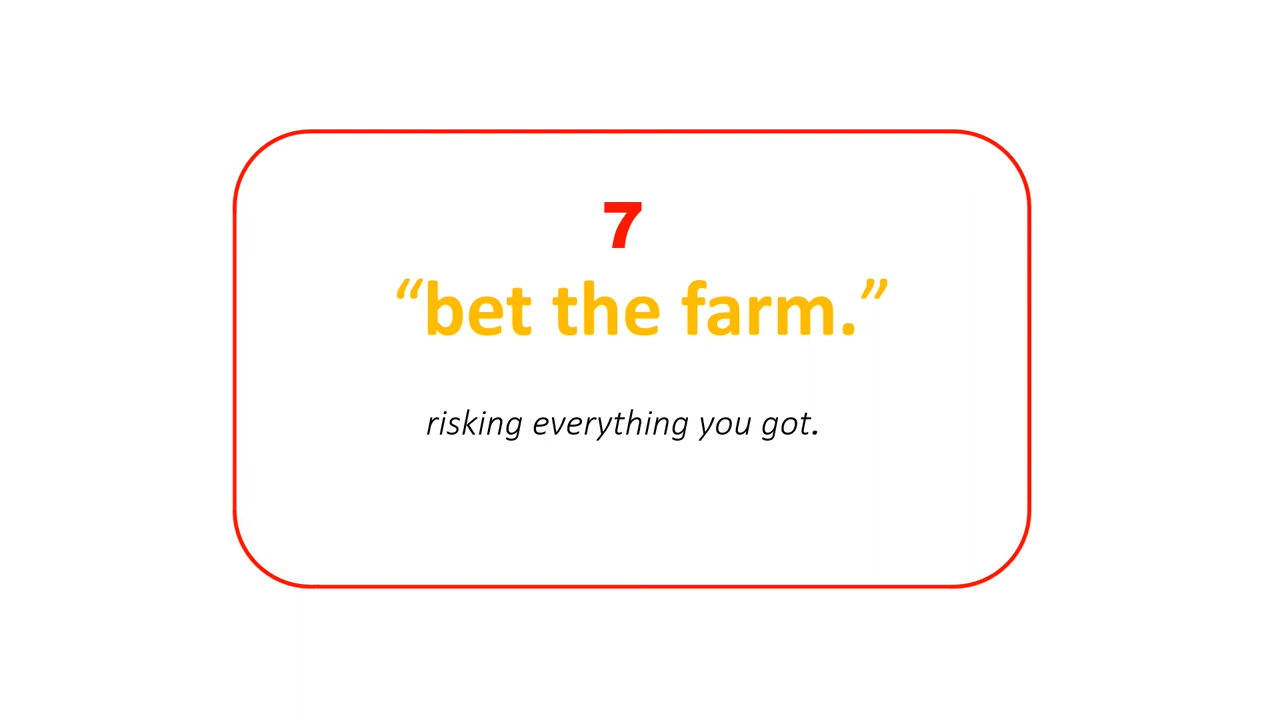 7
“bet the farm.”
risking everything you got.